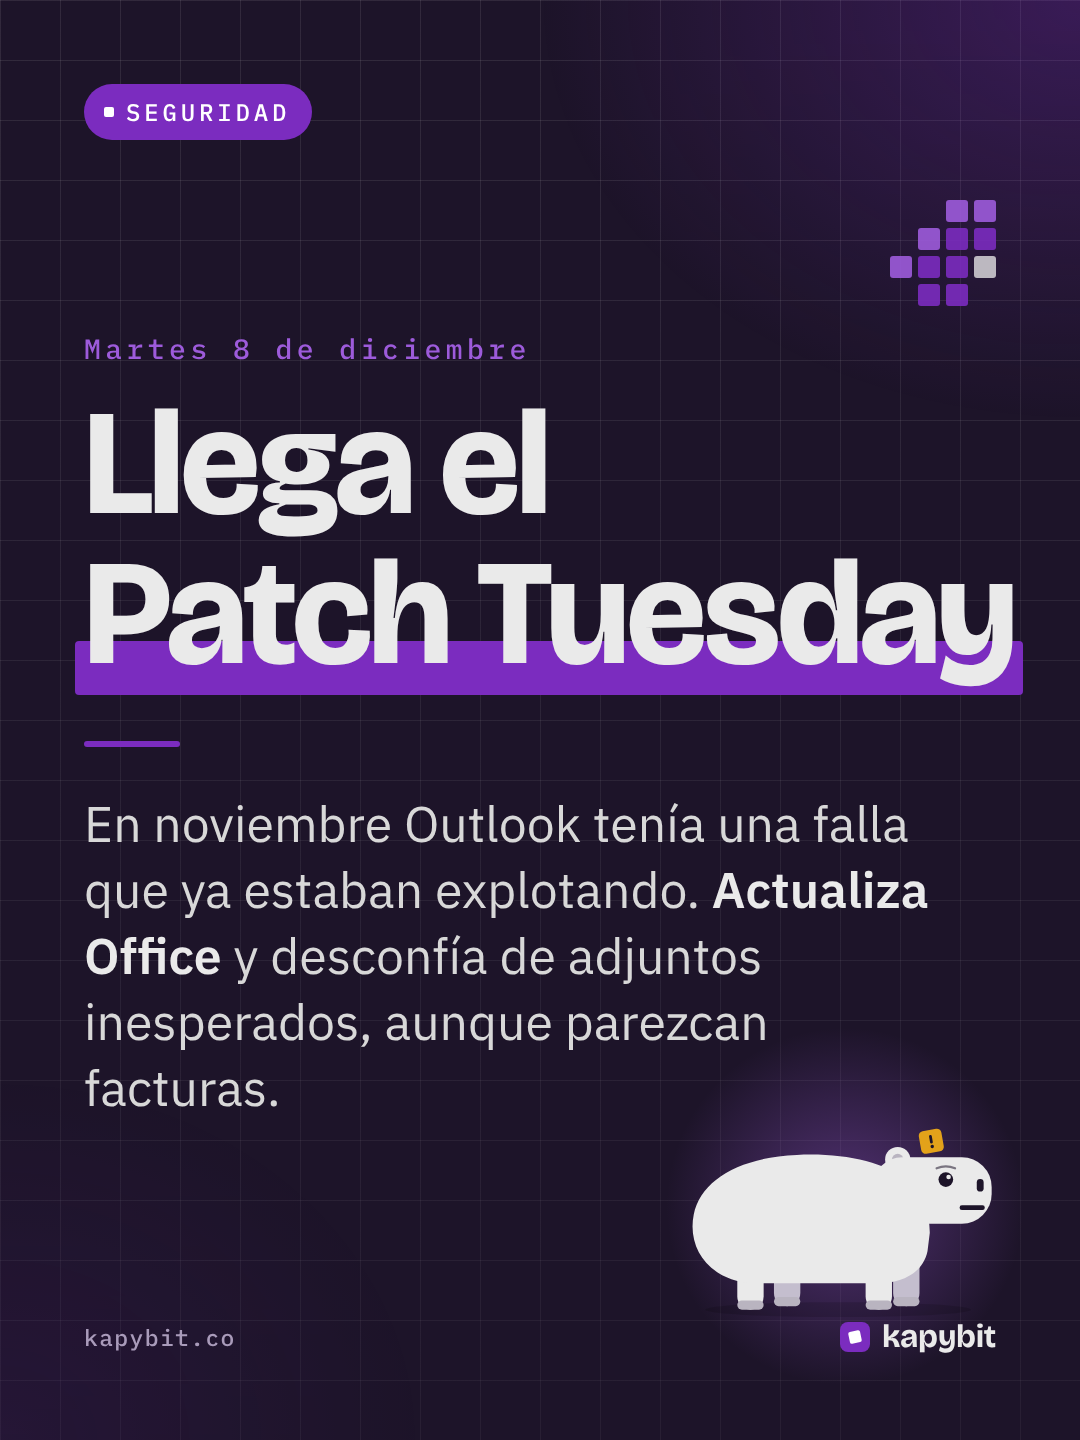 SEGURIDAD
Martes 8 de diciembre
Llega el
Patch Tuesday
En noviembre Outlook tenía una falla
que ya estaban explotando. Actualiza
Office y desconfía de adjuntos
inesperados, aunque parezcan
facturas.
!
kapybit.co
kapybit